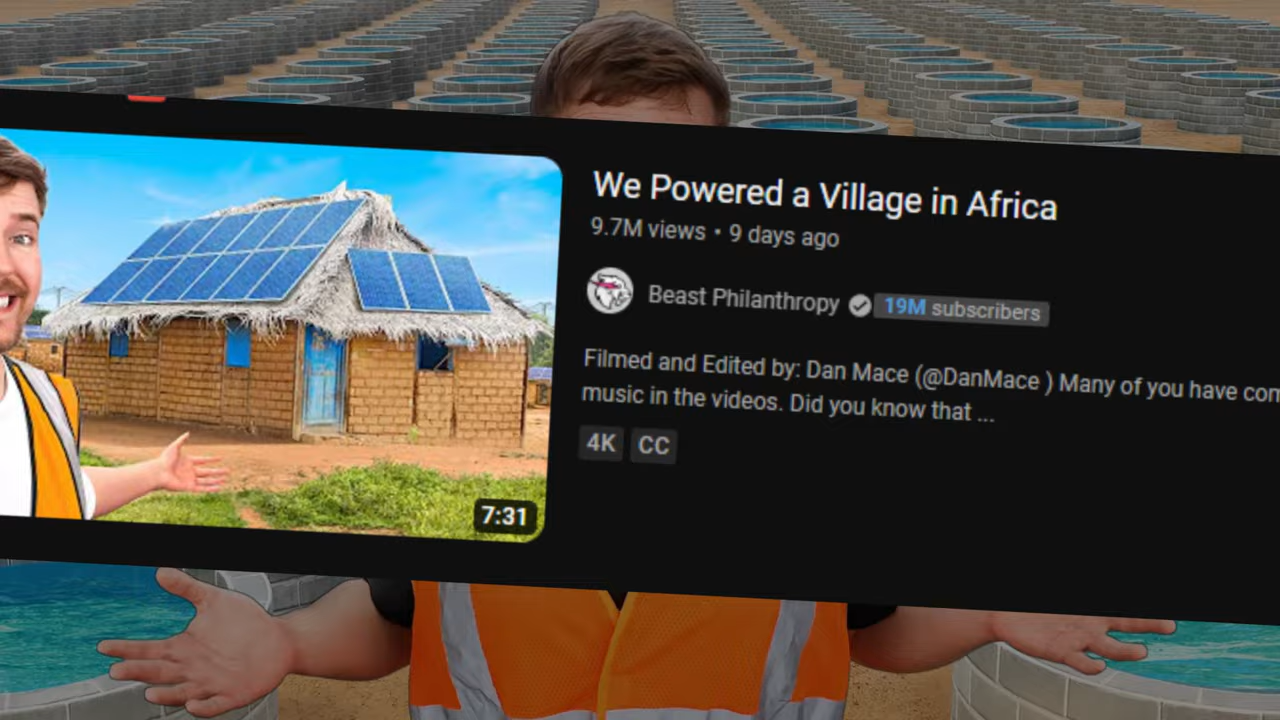 We Powered a Village in Africa
9.7M views • 9 days ago
Beast Philanthropy 19M subscribers
Filmed and Edited by: Dan Mace (@DanMace ) Many of you have com
music in the videos. Did you know that ...
4K CC
7:31